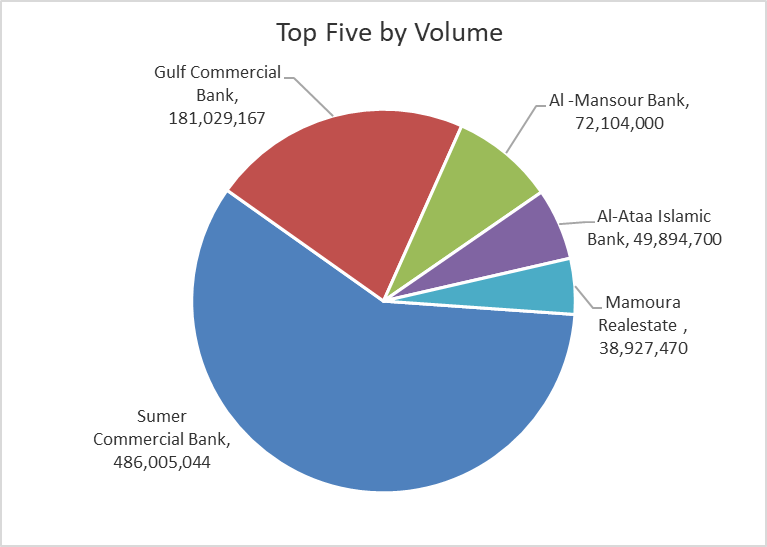 Top Five by Volume
Gulf Commercial
Bank,
181,029,167
Al -Mansour Bank,
72,104,000
Al-Ataa Islamic
Bank, 49,894,700
Mamoura
Realestate ,
38,927,470
Sumer
Commercial Bank,
486,005,044